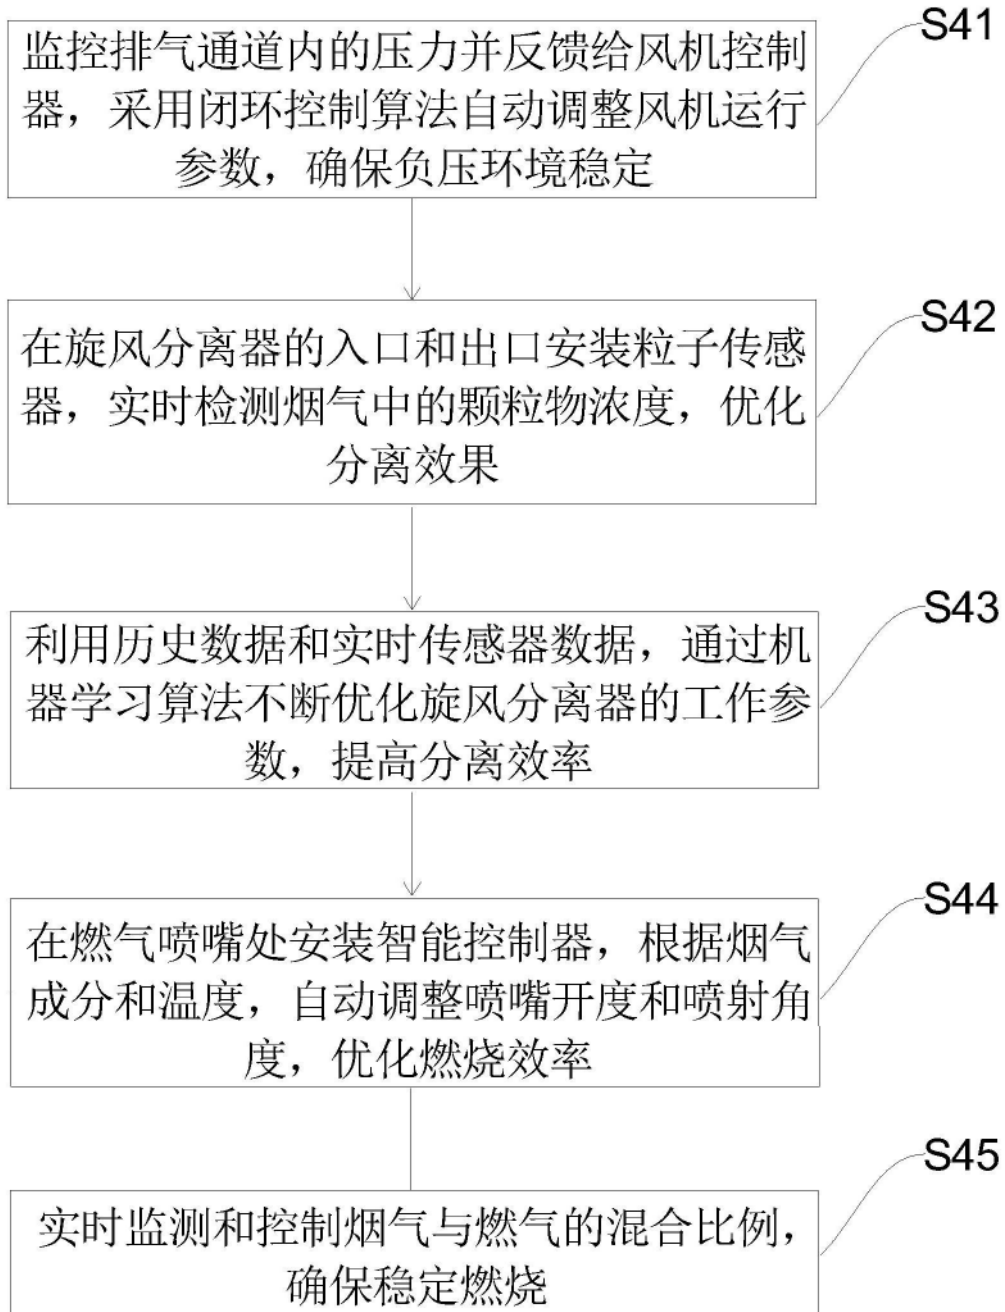 S41
监控排气通道内的压力并反馈给风机控制
器，采用闭环控制算法自动调整风机运行
参数，确保负压环境稳定
S42
在旋风分离器的入口和出口安装粒子传感
器，实时检测烟气中的颗粒物浓度，优化
分离效果
S43
利用历史数据和实时传感器数据，通过机
器学习算法不断优化旋风分离器的工作参
数，提高分离效率
S44
在燃气喷嘴处安装智能控制器，根据烟气
成分和温度，自动调整喷嘴开度和喷射角
度，优化燃烧效率
S45
实时监测和控制烟气与燃气的混合比例，
确保稳定燃烧